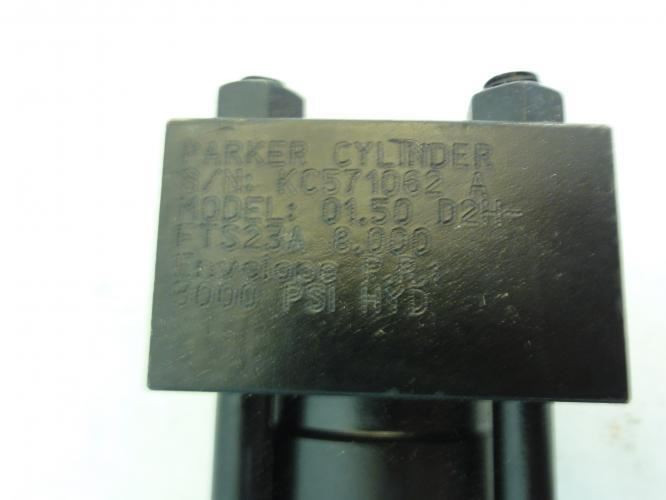 PARKER CYLINDER
S/N: KC571062 A
MODEL: 01.50 D2H-
FTS23A 8.000
Envelope P.R.
3000 PSI HYD